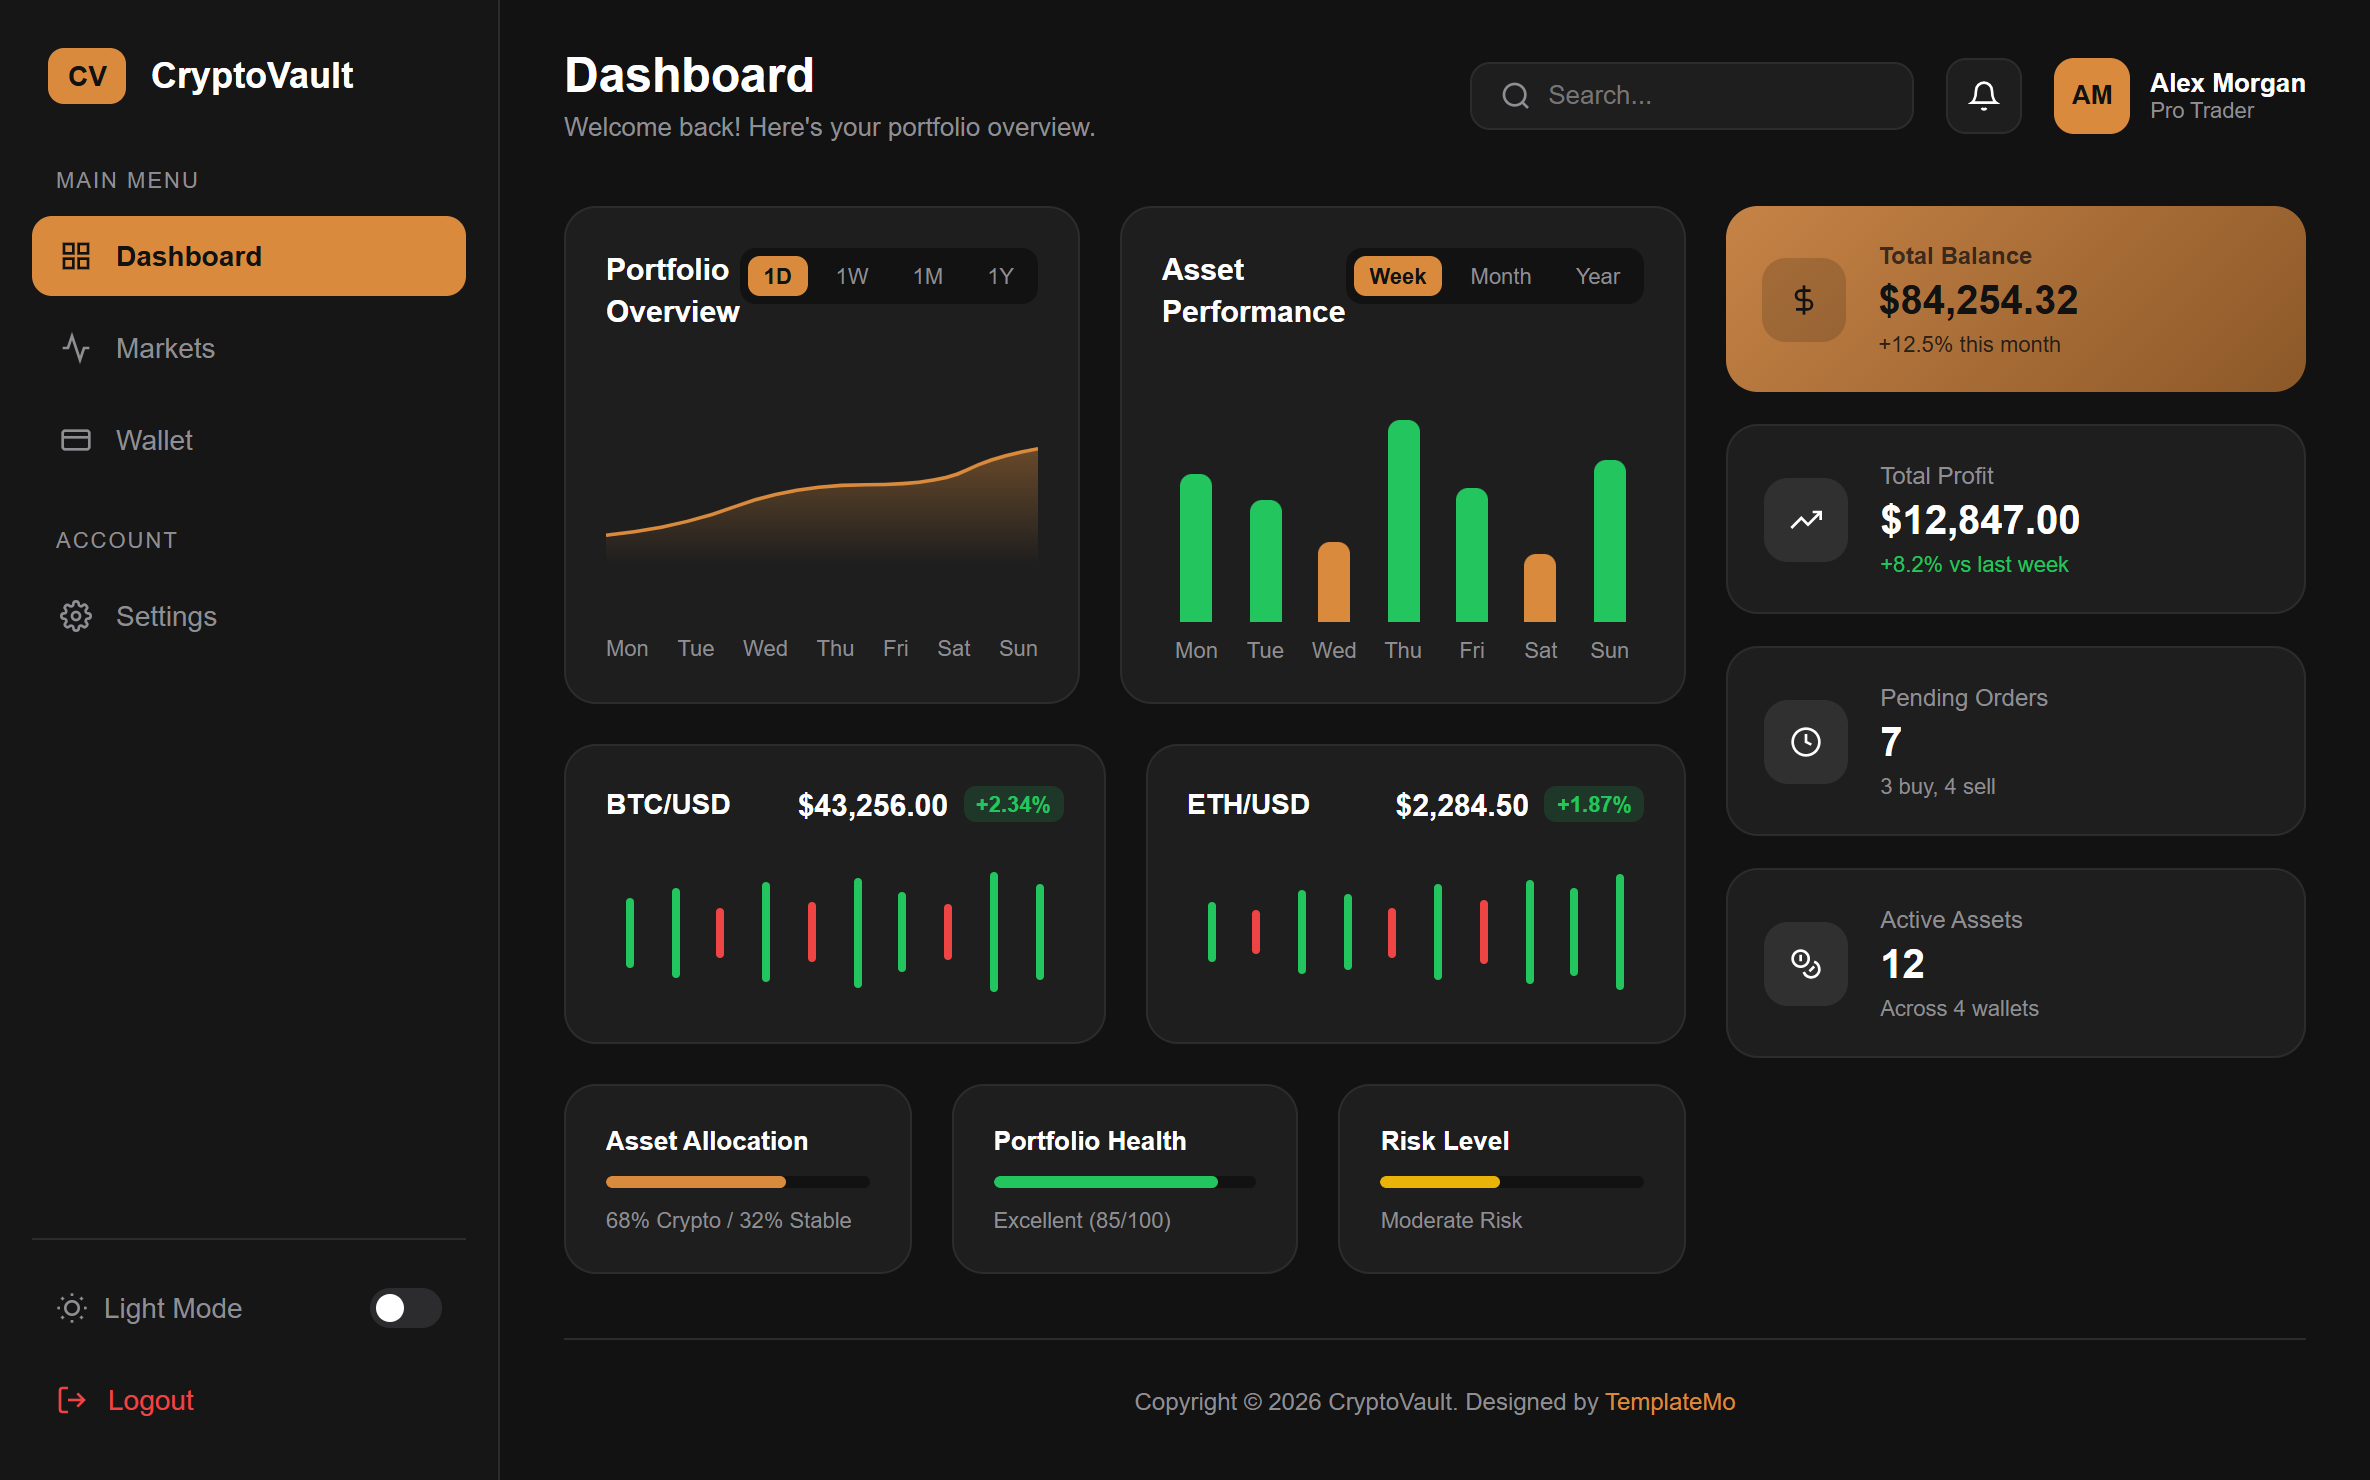 CV
CryptoVault
MAIN MENU
Dashboard
Markets
Wallet
ACCOUNT
Settings
Light Mode
Logout
Dashboard
Welcome back! Here's your portfolio overview.
Search...
AM
Alex Morgan
Pro Trader
Portfolio
Overview
1D 1W 1M 1Y
Mon Tue Wed Thu Fri Sat Sun
Asset
Performance
Week Month Year
Mon Tue Wed Thu Fri Sat Sun
Total Balance
$84,254.32
+12.5% this month
Total Profit
$12,847.00
+8.2% vs last week
Pending Orders
7
3 buy, 4 sell
Active Assets
12
Across 4 wallets
BTC/USD $43,256.00 +2.34%
ETH/USD $2,284.50 +1.87%
Asset Allocation
68% Crypto / 32% Stable
Portfolio Health
Excellent (85/100)
Risk Level
Moderate Risk
Copyright © 2026 CryptoVault. Designed by TemplateMo